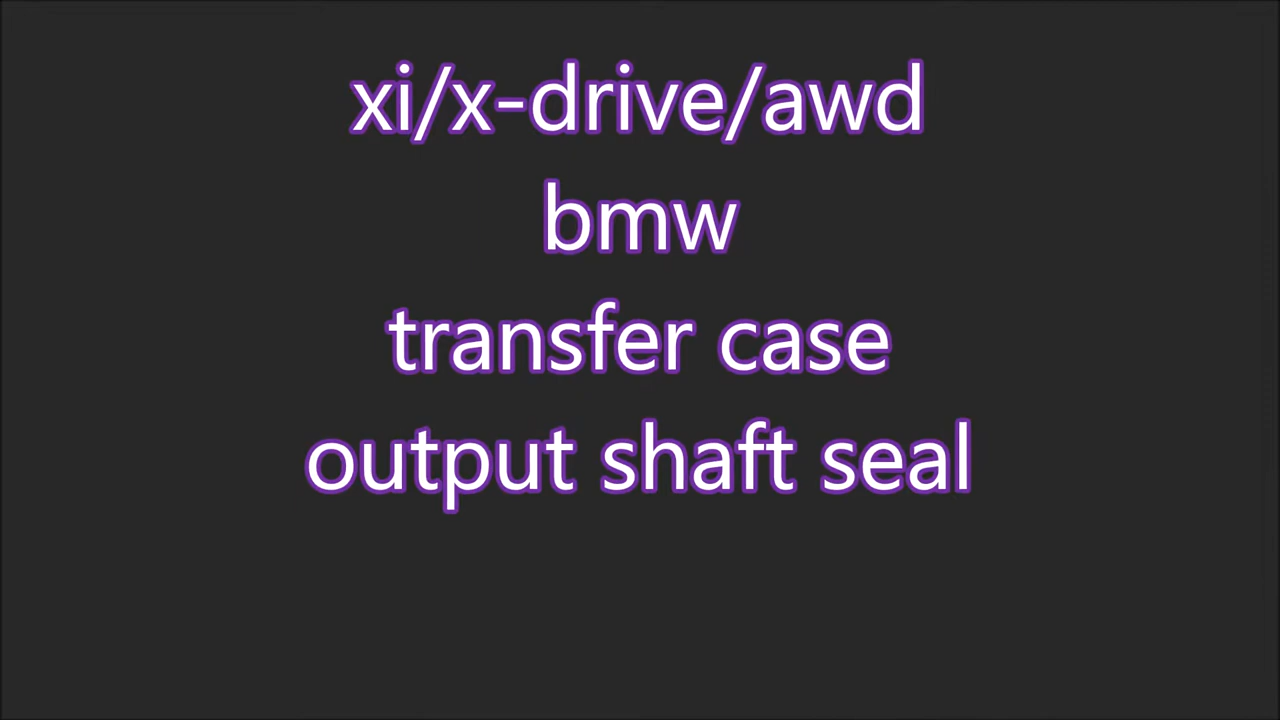 xi/x-drive/awd
bmw
transfer case
output shaft seal